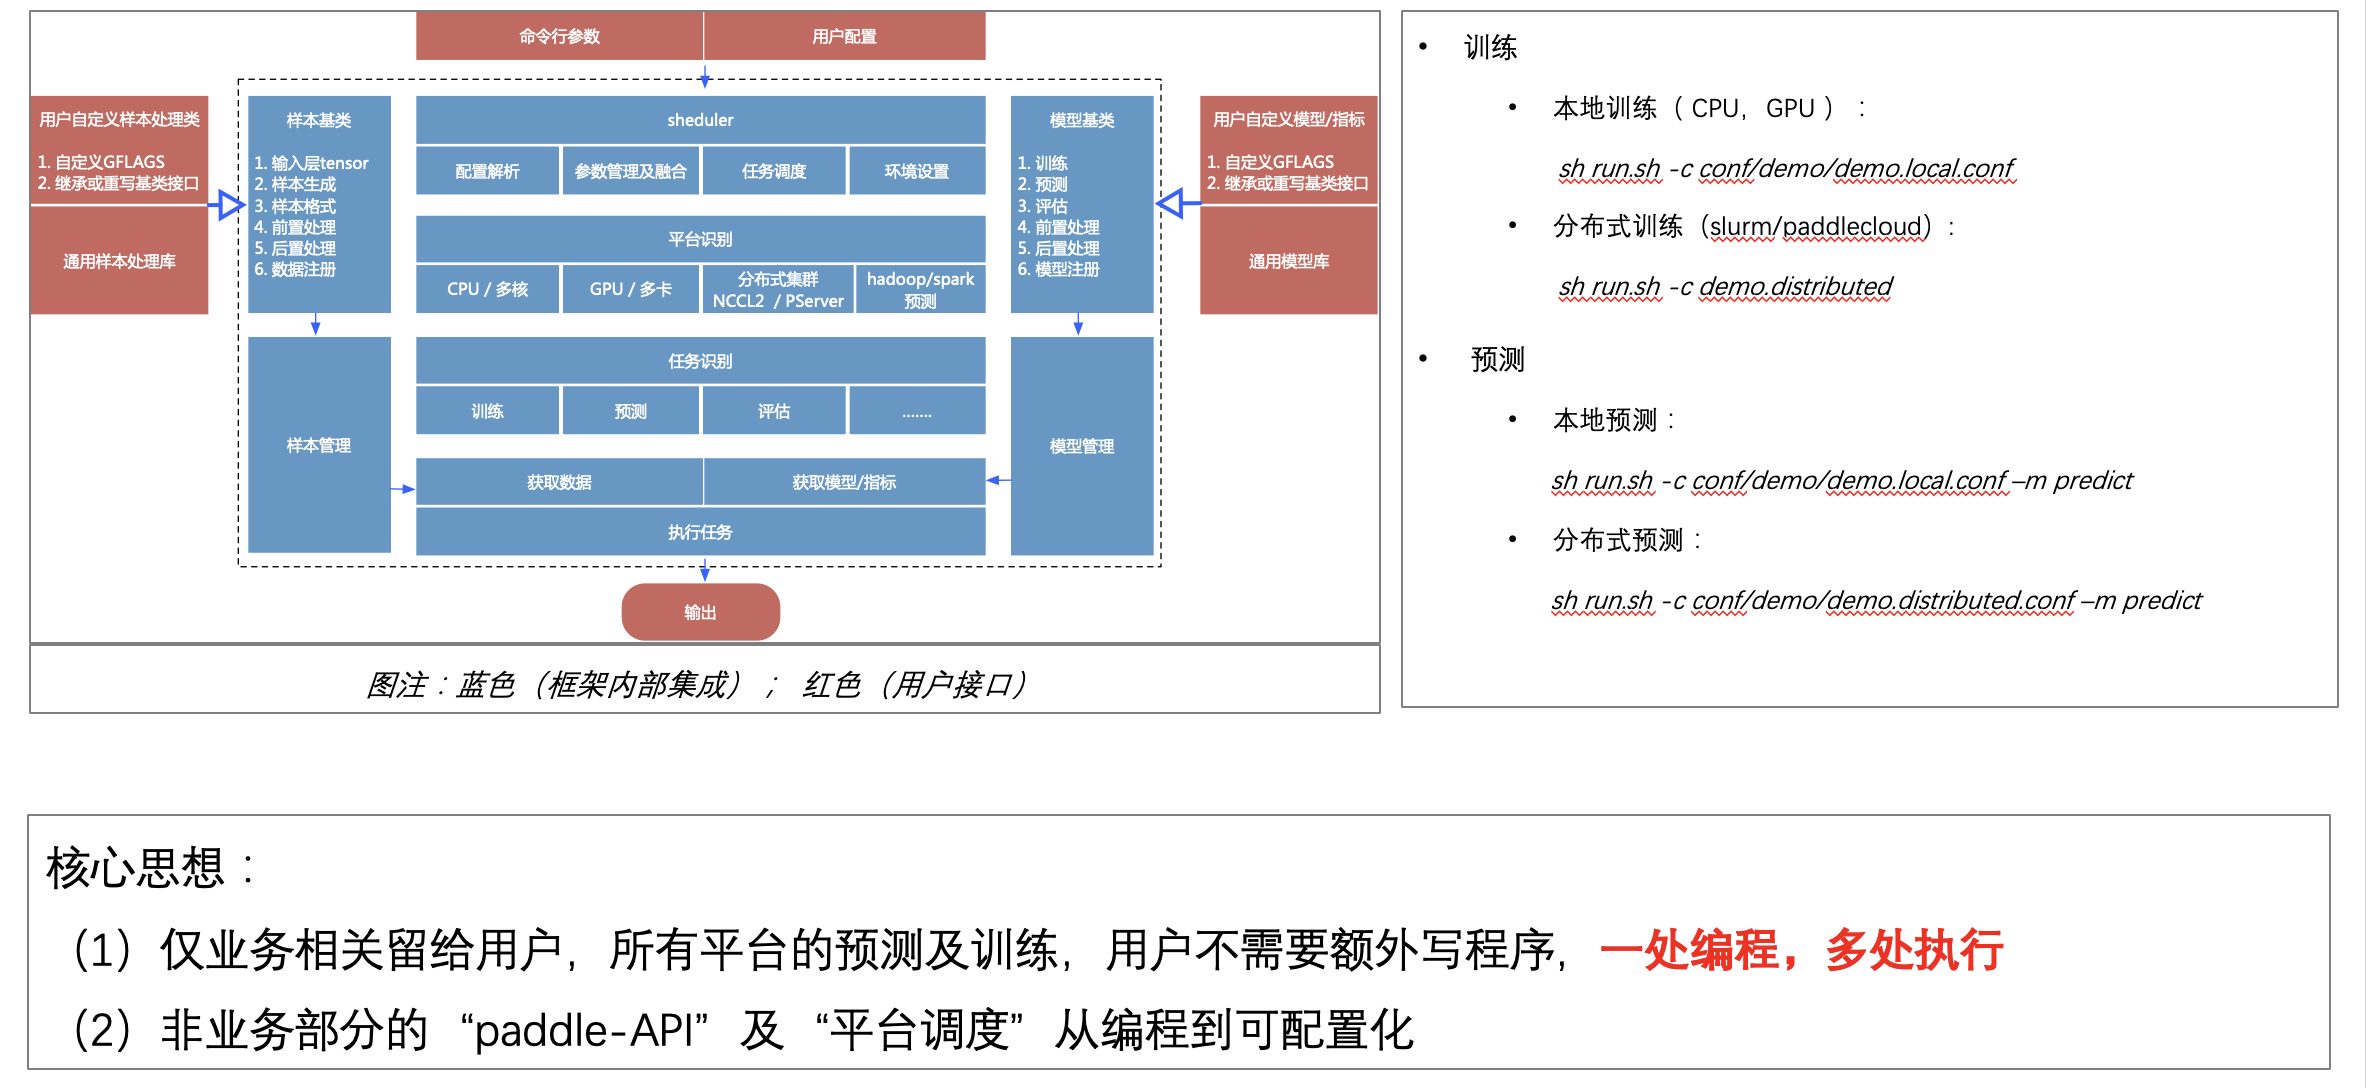 命令行参数
用户配置
用户自定义样本处理类
1. 自定义GFLAGS
2. 继承或重写基类接口
通用样本处理库
样本基类
1. 输入层tensor
2. 样本生成
3. 样本格式
4. 前置处理
5. 后置处理
6. 数据注册
样本管理
sheduler
配置解析
参数管理及融合
任务调度
环境设置
平台识别
CPU / 多核
GPU / 多卡
分布式集群
NCCL2 / PServer
hadoop/spark
预测
任务识别
训练
预测
评估
.......
获取数据
获取模型/指标
执行任务
模型基类
1. 训练
2. 预测
3. 评估
4. 前置处理
5. 后置处理
6. 模型注册
模型管理
用户自定义模型/指标
1. 自定义GFLAGS
2. 继承或重写基类接口
通用模型库
输出
图注：蓝色（框架内部集成）； 红色（用户接口）
• 训练
• 本地训练（ CPU, GPU ）：
sh run.sh -c conf/demo/demo.local.conf
• 分布式训练（slurm/paddlecloud）：
sh run.sh -c demo.distributed
• 预测
• 本地预测：
sh run.sh -c conf/demo/demo.local.conf –m predict
• 分布式预测：
sh run.sh -c conf/demo/demo.distributed.conf –m predict
核心思想：
（1）仅业务相关留给用户，所有平台的预测及训练，用户不需要额外写程序，一处编程，多处执行
（2）非业务部分的“paddle-API”及“平台调度”从编程到可配置化